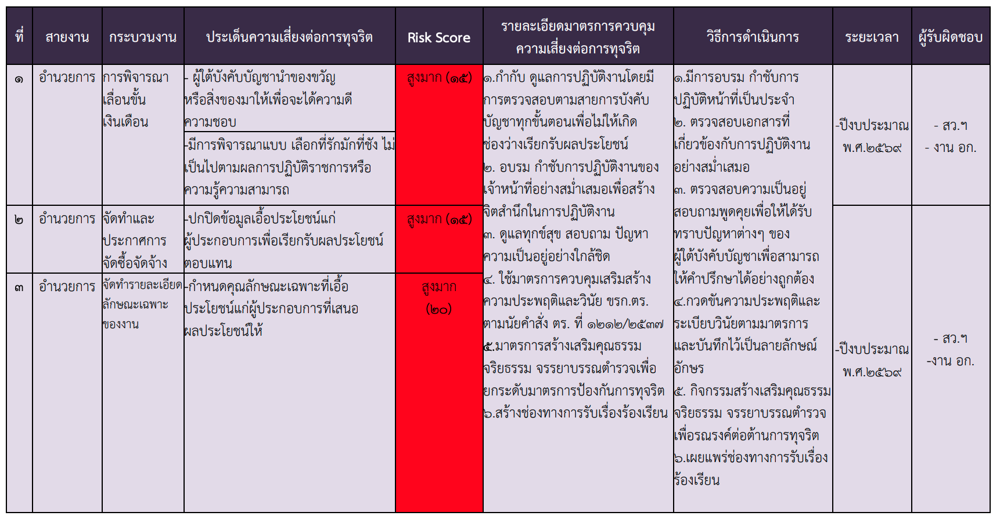 ที่
สายงาน
กระบวนงาน
ประเด็นความเสี่ยงต่อการทุจริต
Risk Score
รายละเอียดมาตรการควบคุม
ความเสี่ยงต่อการทุจริต
วิธีการดำเนินการ
ระยะเวลา
ผู้รับผิดชอบ
๑
อำนวยการ
การพิจารณา
เลื่อนขั้น
เงินเดือน
- ผู้ใต้บังคับบัญชานำของขวัญ
หรือสิ่งของมาให้เพื่อจะได้ความดี
ความชอบ
-มีการพิจารณาแบบ เลือกที่รักมักที่ชัง ไม่
เป็นไปตามผลการปฏิบัติราชการหรือ
ความรู้ความสามารถ
สูงมาก (๑๕)
๑.กำกับ ดูแลการปฏิบัติงานโดยมี
การตรวจสอบตามสายการบังคับ
บัญชาทุกขั้นตอนเพื่อไม่ให้เกิด
ช่องว่างเรียกรับผลประโยชน์
๒. อบรม กำชับการปฏิบัติงานของ
เจ้าหน้าที่อย่างสม่ำเสมอเพื่อสร้าง
จิตสำนึกในการปฏิบัติงาน
๓. ดูแลทุกข์สุข สอบถาม ปัญหา
ความเป็นอยู่อย่างใกล้ชิด
๔. ใช้มาตรการควบคุมเสริมสร้าง
ความประพฤติและวินัย ขรก.ตร.
ตามนัยคำสั่ง ตร. ที่ ๑๒๑๒/๒๕๓๗
๕.มาตรการสร้างเสริมคุณธรรม
จริยธรรม จรรยาบรรณตำรวจเพื่อ
ยกระดับมาตรการป้องกันการทุจริต
๖.สร้างช่องทางการรับเรื่องร้องเรียน
๑.มีการอบรม กำชับการ
ปฏิบัติหน้าที่เป็นประจำ
๒. ตรวจสอบเอกสารที่
เกี่ยวข้องกับการปฏิบัติงาน
อย่างสม่ำเสมอ
๓. ตรวจสอบความเป็นอยู่
สอบถามพูดคุยเพื่อให้ได้รับ
ทราบปัญหาต่างๆ ของ
ผู้ใต้บังคับบัญชาเพื่อสามารถ
ให้คำปรึกษาได้อย่างถูกต้อง
๔.กวดขันความประพฤติและ
ระเบียบวินัยตามมาตรการ
และบันทึกไว้เป็นลายลักษณ์
อักษร
๕. กิจกรรมสร้างเสริมคุณธรรม
จริยธรรม จรรยาบรรณตำรวจ
เพื่อรณรงค์ต่อต้านการทุจริต
๖.เผยแพร่ช่องทางการรับเรื่อง
ร้องเรียน
-ปีงบประมาณ
พ.ศ.๒๕๖๙
- สว.ฯ
- งาน อก.
๒
อำนวยการ
จัดทำและ
ประกาศการ
จัดซื้อจัดจ้าง
-ปกปิดข้อมูลเอื้อประโยชน์แก่
ผู้ประกอบการเพื่อเรียกรับผลประโยชน์
ตอบแทน
สูงมาก (๑๕)
-ปีงบประมาณ
พ.ศ.๒๕๖๙
- สว.ฯ
-งาน อก.
๓
อำนวยการ
จัดทำรายละเอียด
ลักษณะเฉพาะ
ของงาน
-กำหนดคุณลักษณะเฉพาะที่เอื้อ
ประโยชน์แก่ผู้ประกอบการที่เสนอ
ผลประโยชน์ให้
สูงมาก
(๒๐)